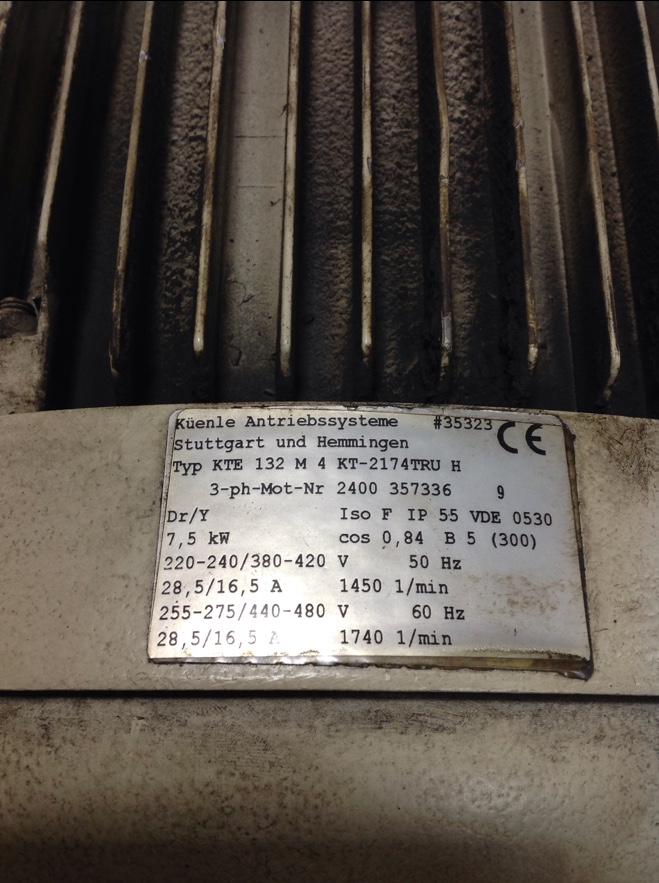 Küenle Antriebssysteme #35323 CE
Stuttgart und Hemmingen
Typ KTE 132 M 4 KT-2174TRU H
3-ph-Mot-Nr 2400 357336 9
Dr/Y Iso F IP 55 VDE 0530
7,5 kW cos 0,84 B 5 (300)
220-240/380-420 V 50 Hz
28,5/16,5 A 1450 1/min
255-275/440-480 V 60 Hz
28,5/16,5 A 1740 1/min